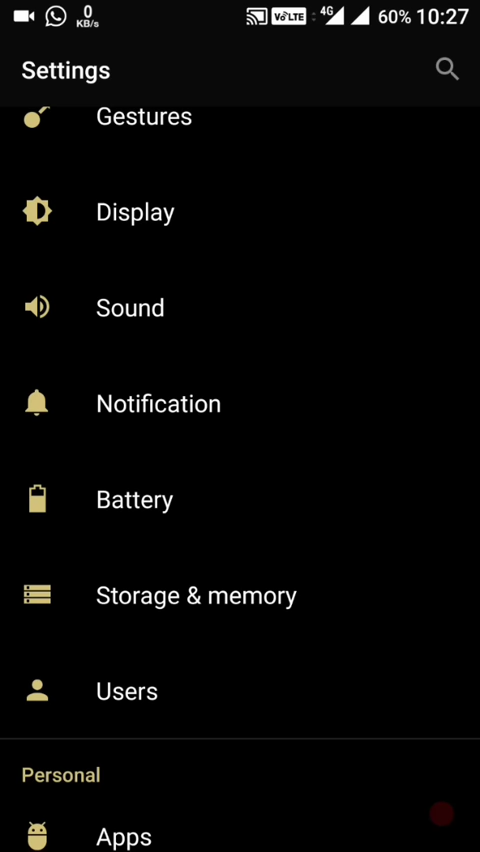 0
KB/s
VoLTE
4G
60% 10:27
Settings
Gestures
Display
Sound
Notification
Battery
Storage & memory
Users
Personal
Apps